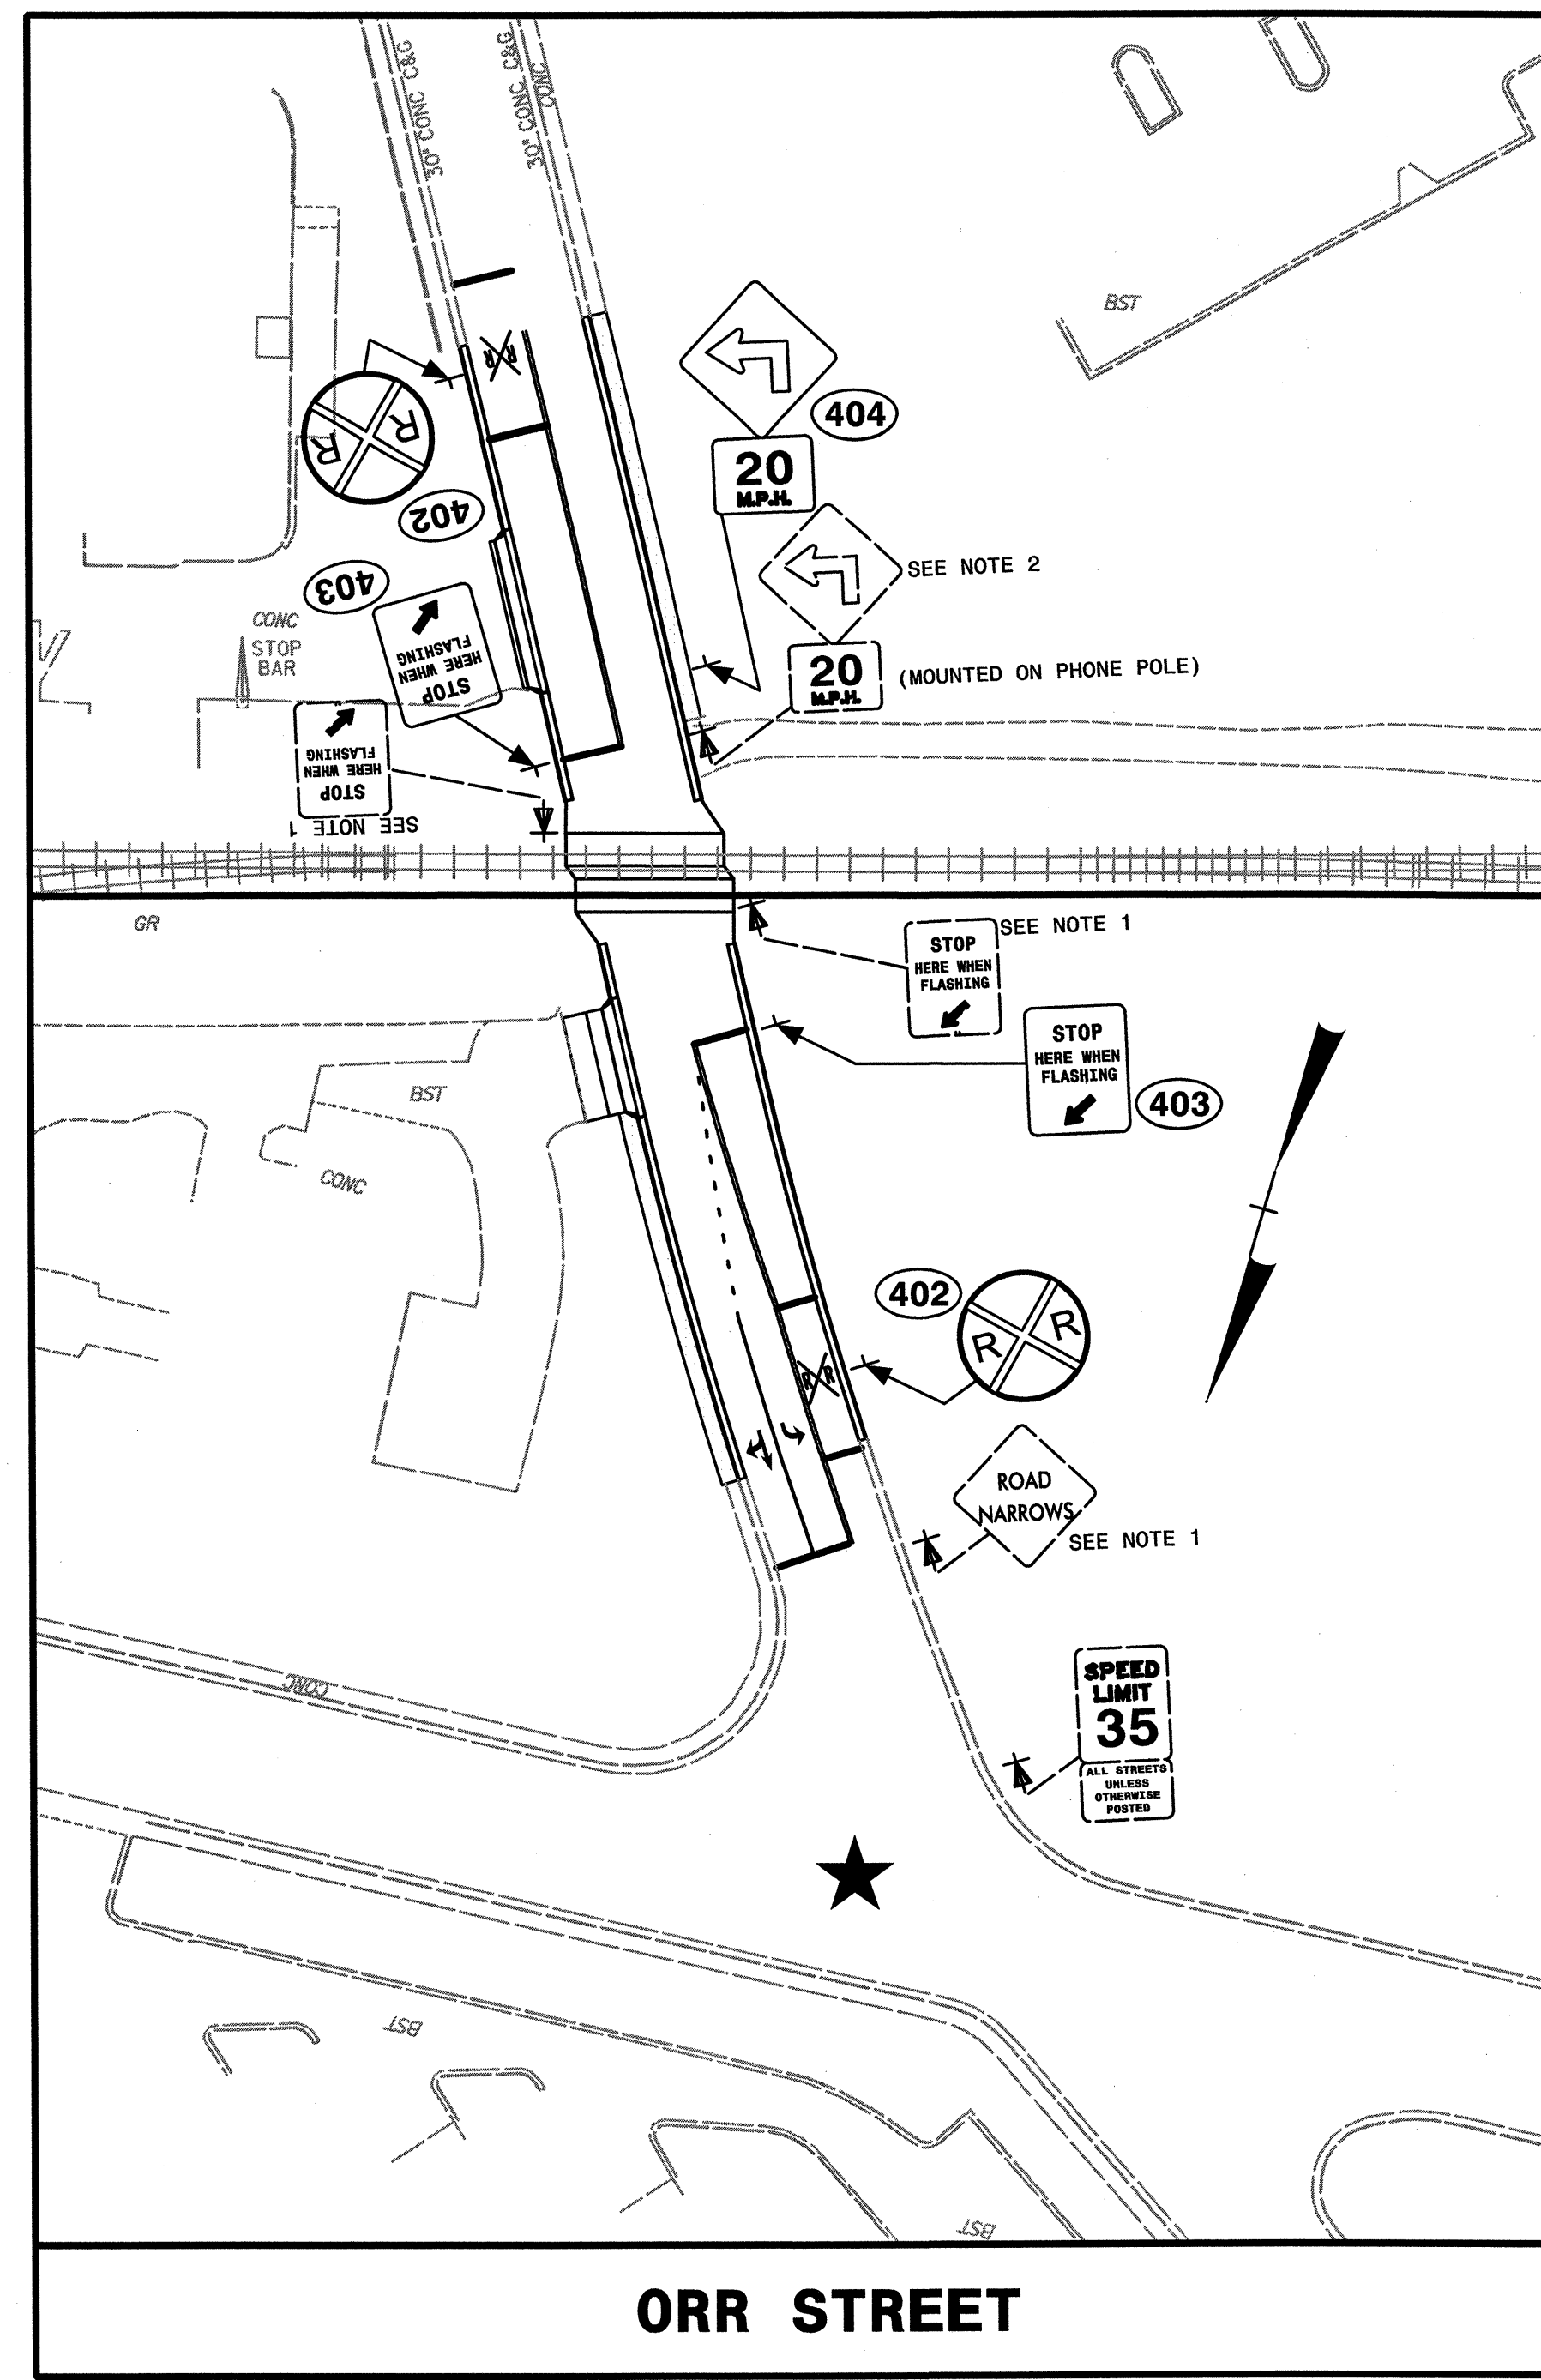 30" CONC C&G
30" CONC C&G
CONC
BST
R R
404
20
M.P.H.
R
R
402
SEE NOTE 2
403
CONC
STOP
BAR
STOP
HERE WHEN
FLASHING
20
M.P.H.
(MOUNTED ON PHONE POLE)
STOP
HERE WHEN
FLASHING
SEE NOTE 1
GR
SEE NOTE 1
STOP
HERE WHEN
FLASHING
STOP
HERE WHEN
FLASHING
403
BST
CONC
402
R
R
R R
ROAD
NARROWS
SEE NOTE 1
CONC
SPEED
LIMIT
35
ALL STREETS
UNLESS
OTHERWISE
POSTED
BST
BST
ORR STREET